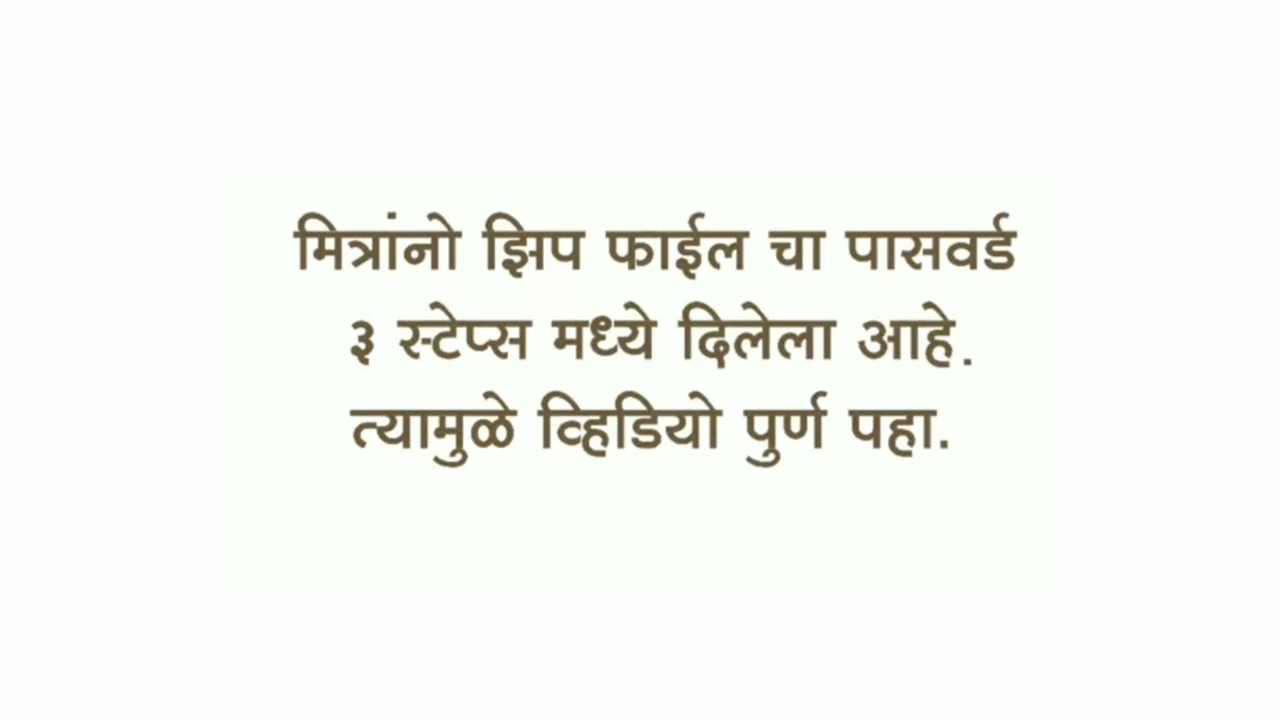 मित्रांनो झिप फाईल चा पासवर्ड
३ स्टेप्स मध्ये दिलेला आहे.
त्यामुळे व्हिडियो पुर्ण पहा.